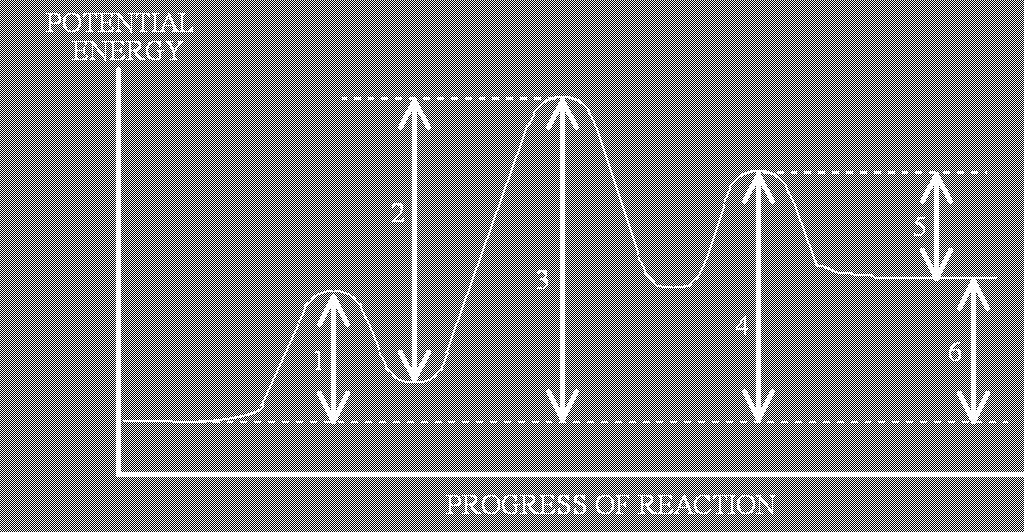 POTENTIAL
ENERGY
2
5
3
4
1
6
PROGRESS OF REACTION